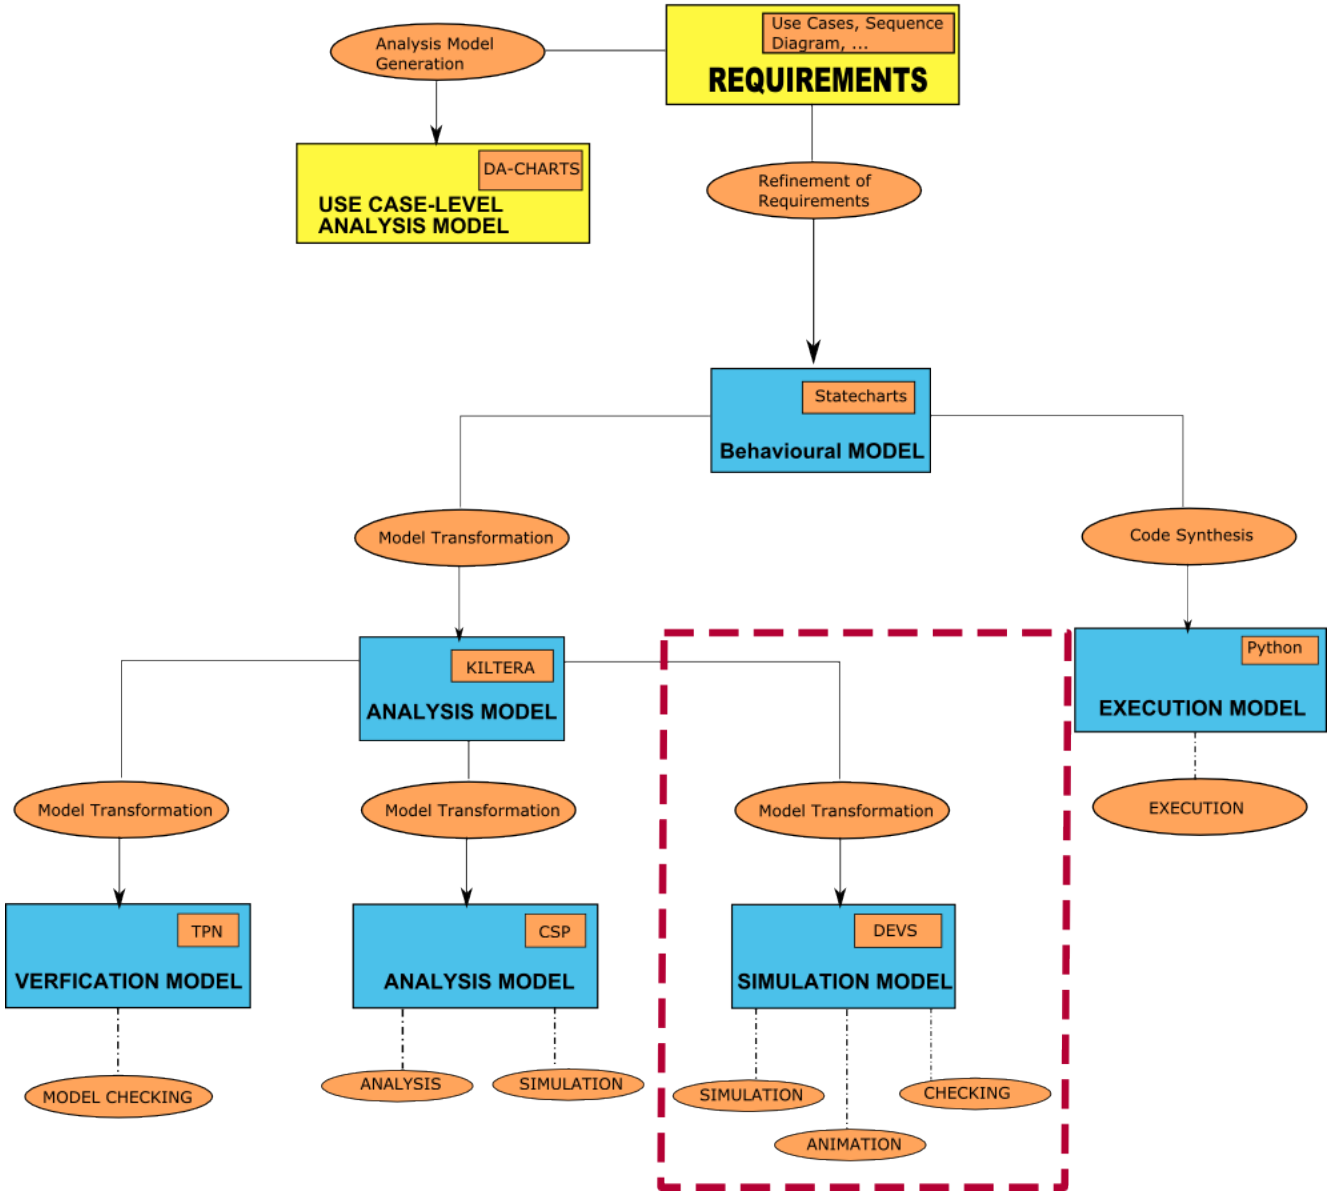 Use Cases, Sequence
Diagram, ...
REQUIREMENTS
Analysis Model
Generation
DA-CHARTS
USE CASE-LEVEL
ANALYSIS MODEL
Refinement of
Requirements
Statecharts
Behavioural MODEL
Model Transformation
Code Synthesis
KILTERA
ANALYSIS MODEL
Python
EXECUTION MODEL
Model Transformation
Model Transformation
Model Transformation
EXECUTION
TPN
VERFICATION MODEL
CSP
ANALYSIS MODEL
DEVS
SIMULATION MODEL
MODEL CHECKING
ANALYSIS
SIMULATION
SIMULATION
CHECKING
ANIMATION